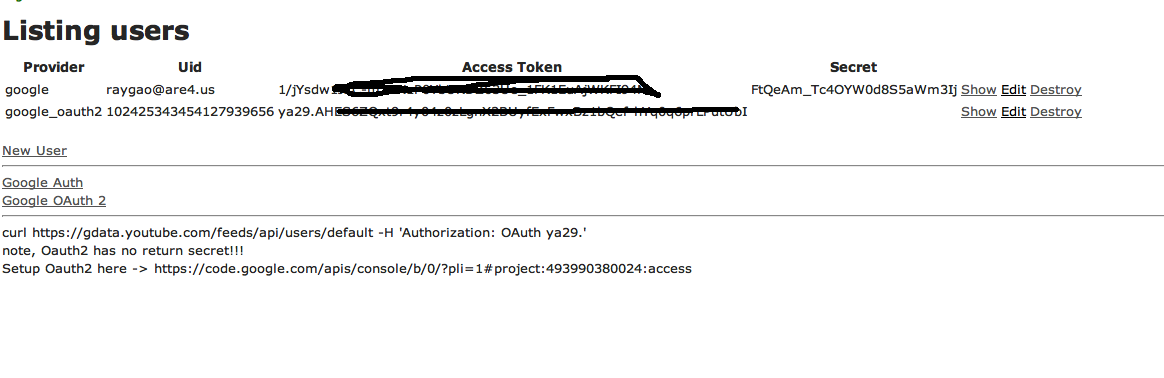 Listing users
Provider Uid Access Token Secret
google raygao@are4.us 1/jYsdw FtQeAm_Tc4OYW0d8S5aWm3Ij Show Edit Destroy
google_oauth2 102425343454127939656 ya29.AH Show Edit Destroy
New User
Google Auth
Google OAuth 2
curl https://gdata.youtube.com/feeds/api/users/default -H 'Authorization: OAuth ya29.'
note, Oauth2 has no return secret!!!
Setup Oauth2 here -> https://code.google.com/apis/console/b/0/?pli=1#project:493990380024:access